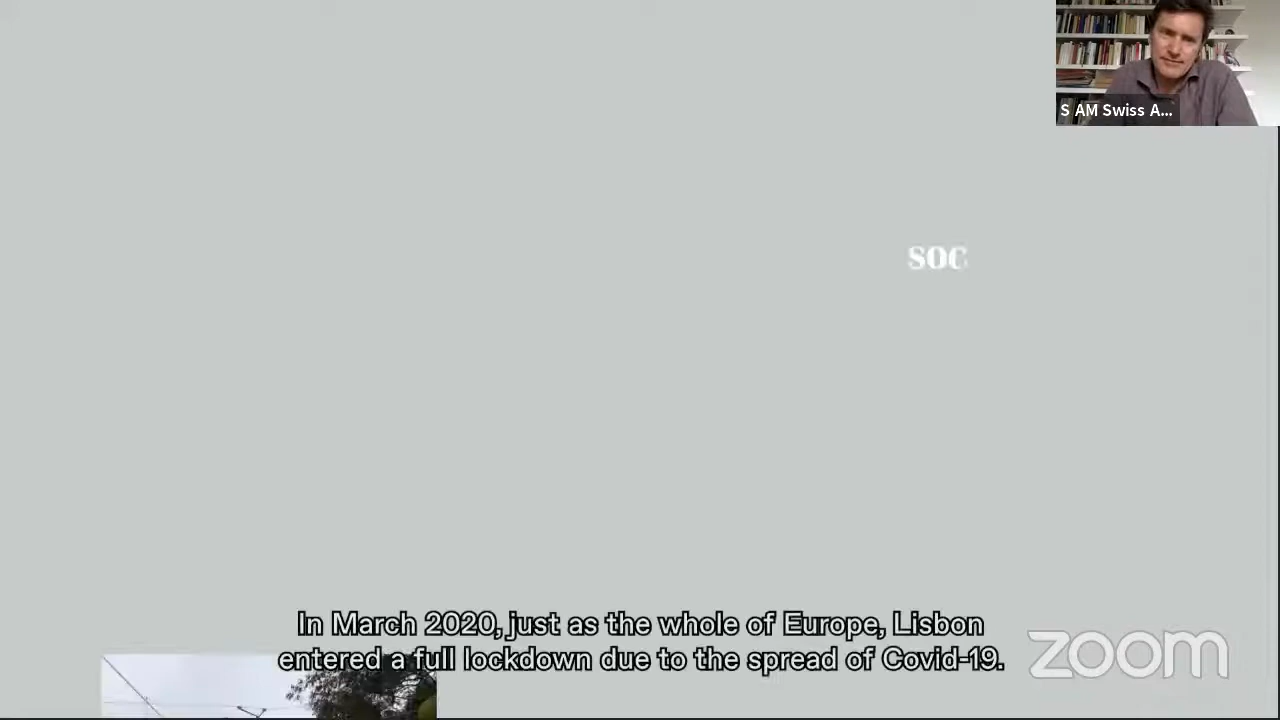 S AM Swiss A...
soc
In March 2020, just as the whole of Europe, Lisbon
entered a full lockdown due to the spread of Covid-19.
zoom